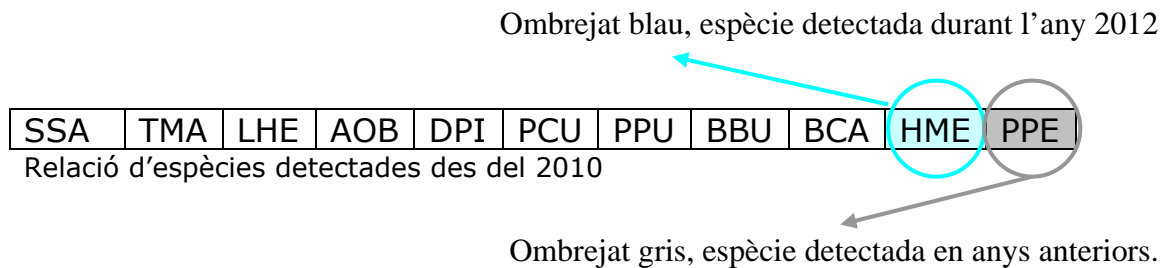 Ombrejat blau, espècie detectada durant l’any 2012
SSA TMA LHE AOB DPI PCU PPU BBU BCA HME PPE
Relació d’espècies detectades des del 2010
Ombrejat gris, espècie detectada en anys anteriors.